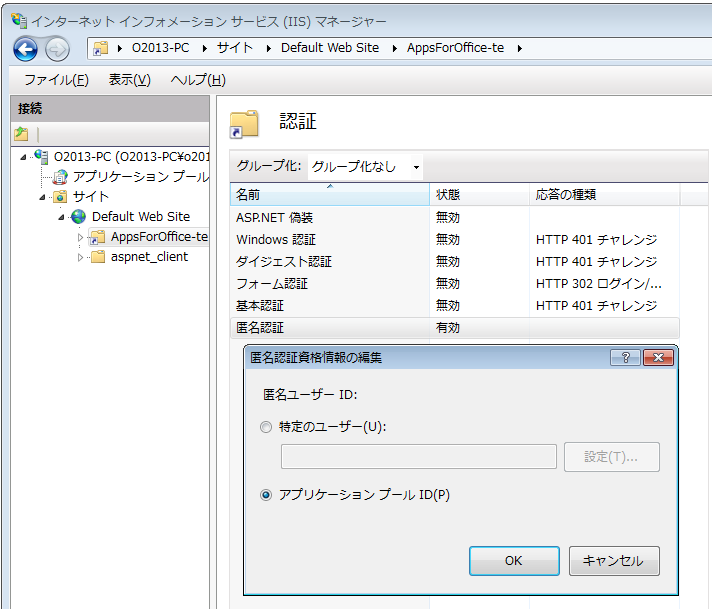 インターネット インフォメーション サービス (IIS) マネージャー
O2013-PC サイト Default Web Site AppsForOffice-te
ファイル(F) 表示(V) ヘルプ(H)
接続
O2013-PC (O2013-PC¥o201
アプリケーション プール
サイト
Default Web Site
AppsForOffice-te
aspnet_client
認証
グループ化: グループ化なし
名前 状態 応答の種類
ASP.NET 偽装 無効
Windows 認証 無効 HTTP 401 チャレンジ
ダイジェスト認証 無効 HTTP 401 チャレンジ
フォーム認証 無効 HTTP 302 ログイン/...
基本認証 無効 HTTP 401 チャレンジ
匿名認証 有効
匿名認証資格情報の編集
匿名ユーザー ID:
特定のユーザー(U):
設定(T)...
アプリケーション プール ID(P)
OK キャンセル